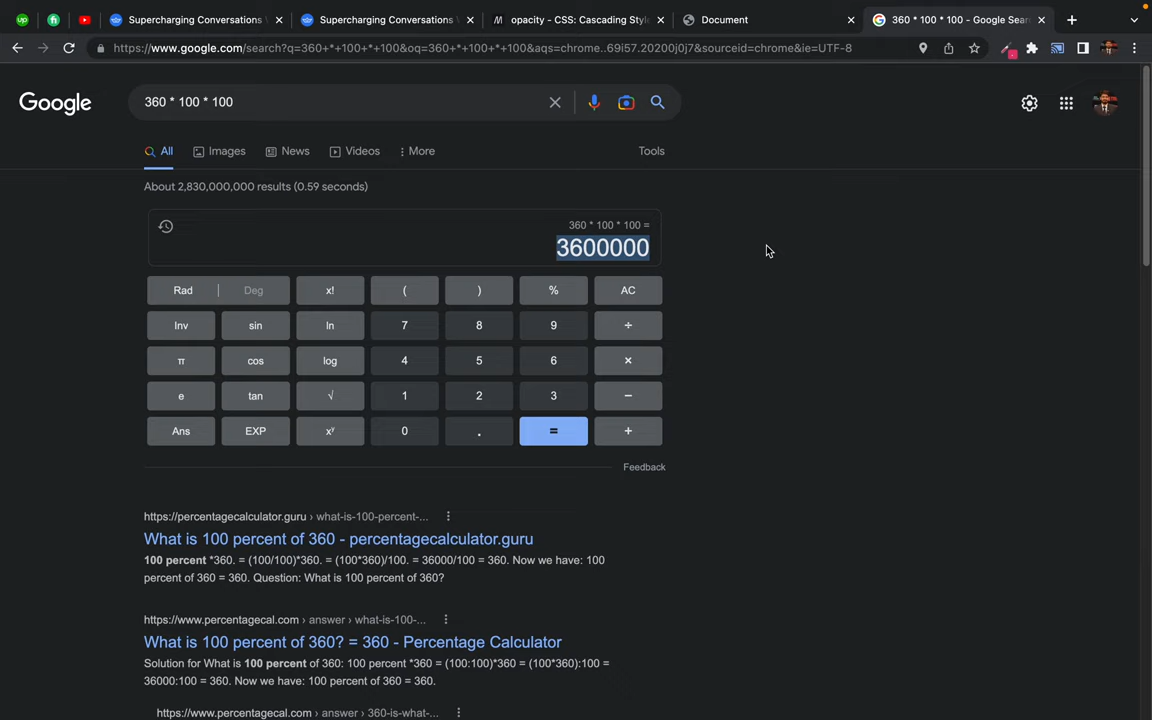 up
fi
Supercharging Conversations
Supercharging Conversations
opacity - CSS: Cascading Style
Document
360 * 100 * 100 - Google Sear
https://www.google.com/search?q=360+*+100+*+100&oq=360+*+100+*+100&aqs=chrome..69i57.20200j0j7&sourceid=chrome&ie=UTF-8
Google
360 * 100 * 100
All
Images
News
Videos
More
Tools
About 2,830,000,000 results (0.59 seconds)
360 * 100 * 100 =
3600000
Rad | Deg x! ( ) % AC
Inv sin ln 7 8 9 ÷
π cos log 4 5 6 ×
e tan √ 1 2 3 −
Ans EXP xʸ 0 . = +
Feedback
https://percentagecalculator.guru › what-is-100-percent-...
What is 100 percent of 360 - percentagecalculator.guru
100 percent *360. = (100/100)*360. = (100*360)/100. = 36000/100 = 360. Now we have: 100
percent of 360 = 360. Question: What is 100 percent of 360?
https://www.percentagecal.com › answer › what-is-100-...
What is 100 percent of 360? = 360 - Percentage Calculator
Solution for What is 100 percent of 360: 100 percent *360 = (100:100)*360 = (100*360):100 =
36000:100 = 360. Now we have: 100 percent of 360 = 360.
https://www.percentagecal.com › answer › 360-is-what-...